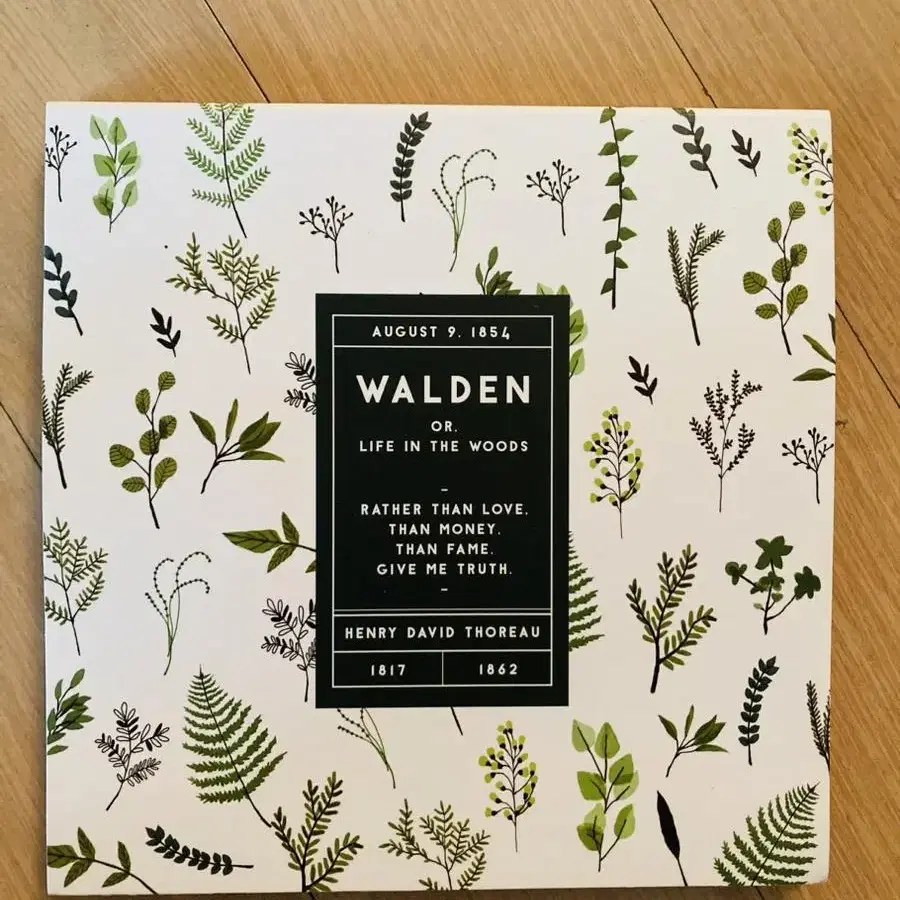 AUGUST 9, 1854
WALDEN
OR,
LIFE IN THE WOODS
–
RATHER THAN LOVE,
THAN MONEY,
THAN FAME,
GIVE ME TRUTH.
–
HENRY DAVID THOREAU
1817 1862